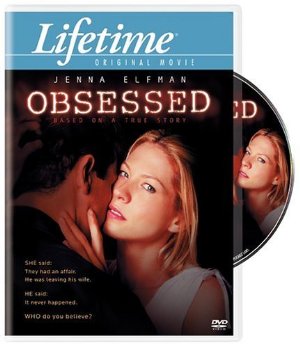 Lifetime®
ORIGINAL MOVIE
JENNA ELFMAN
OBSESSED
BASED ON A TRUE STORY
SHE said:
They had an affair.
He was leaving his wife.
HE said:
It never happened.
WHO do you believe?
DVD